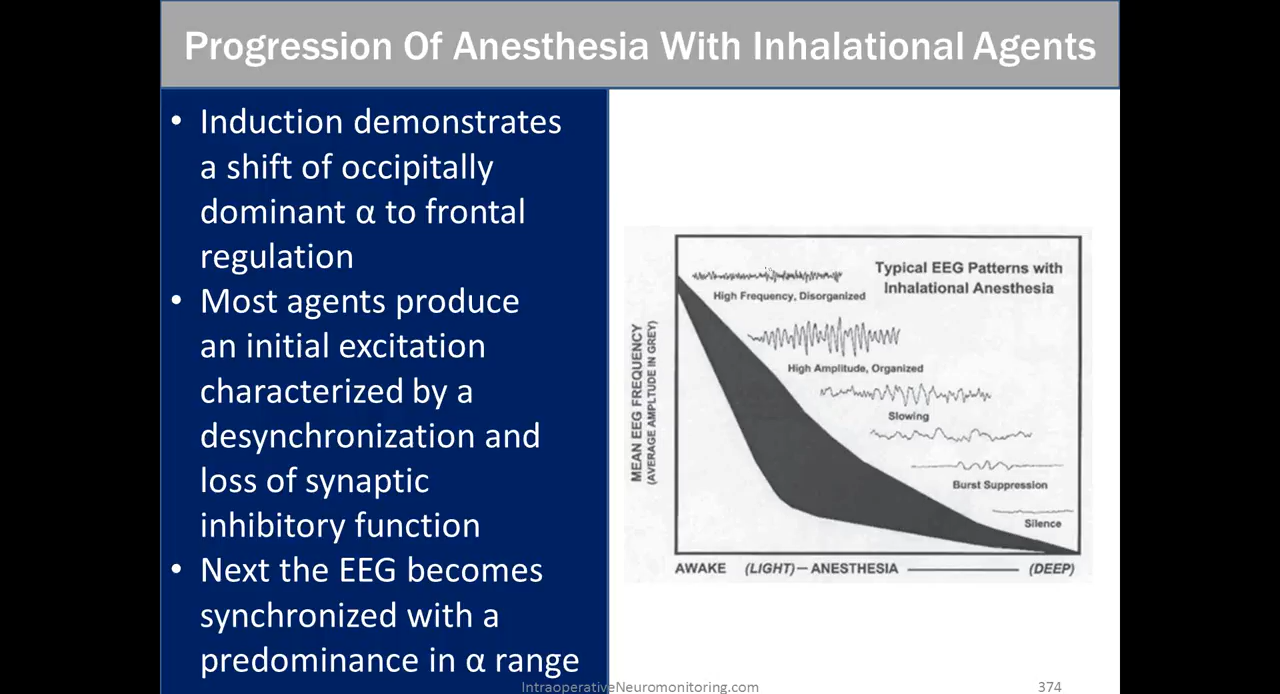 Progression Of Anesthesia With Inhalational Agents
• Induction demonstrates
a shift of occipitally
dominant α to frontal
regulation
• Most agents produce
an initial excitation
characterized by a
desynchronization and
loss of synaptic
inhibitory function
• Next the EEG becomes
synchronized with a
predominance in α range
Typical EEG Patterns with
Inhalational Anesthesia
High Frequency, Disorganized
High Amplitude, Organized
Slowing
Burst Suppression
Silence
MEAN EEG FREQUENCY
(AVERAGE AMPLTUDE IN GREY)
AWAKE (LIGHT)— ANESTHESIA ——— (DEEP)
IntraoperativeNeuromonitoring.com
374